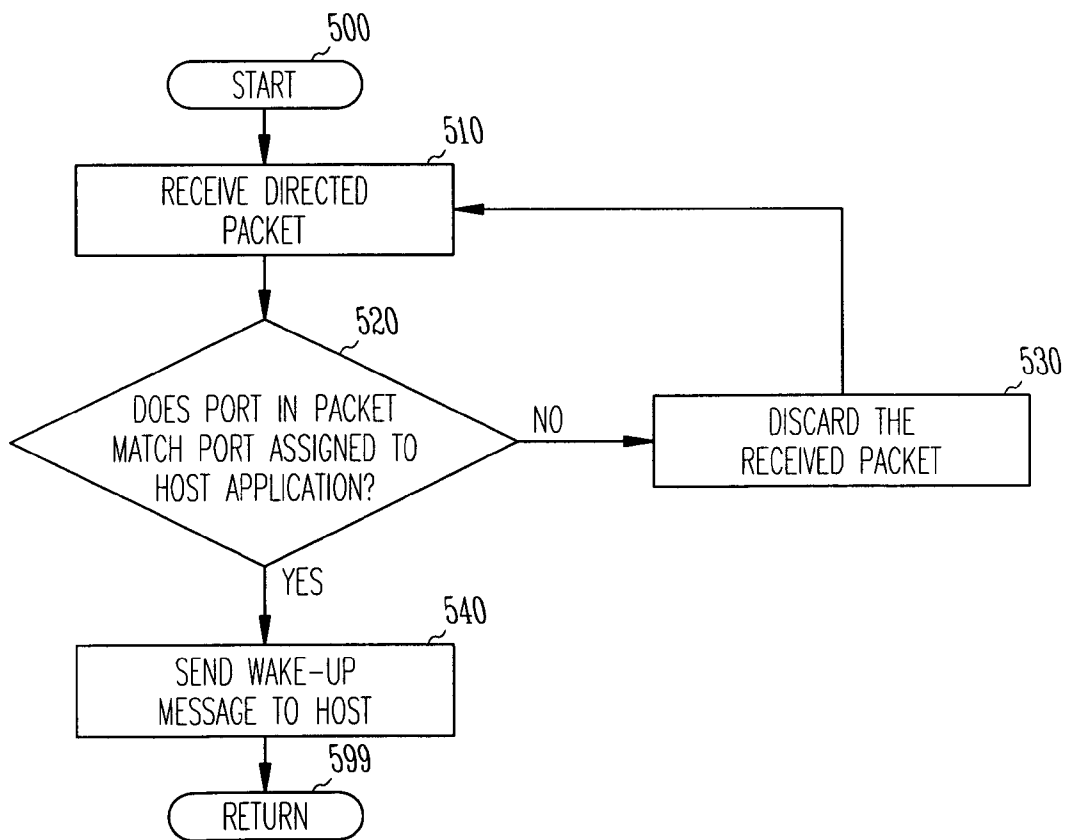 500
START
510
RECEIVE DIRECTED
PACKET
520
DOES PORT IN PACKET
MATCH PORT ASSIGNED TO
HOST APPLICATION?
NO
530
DISCARD THE
RECEIVED PACKET
YES
540
SEND WAKE-UP
MESSAGE TO HOST
599
RETURN